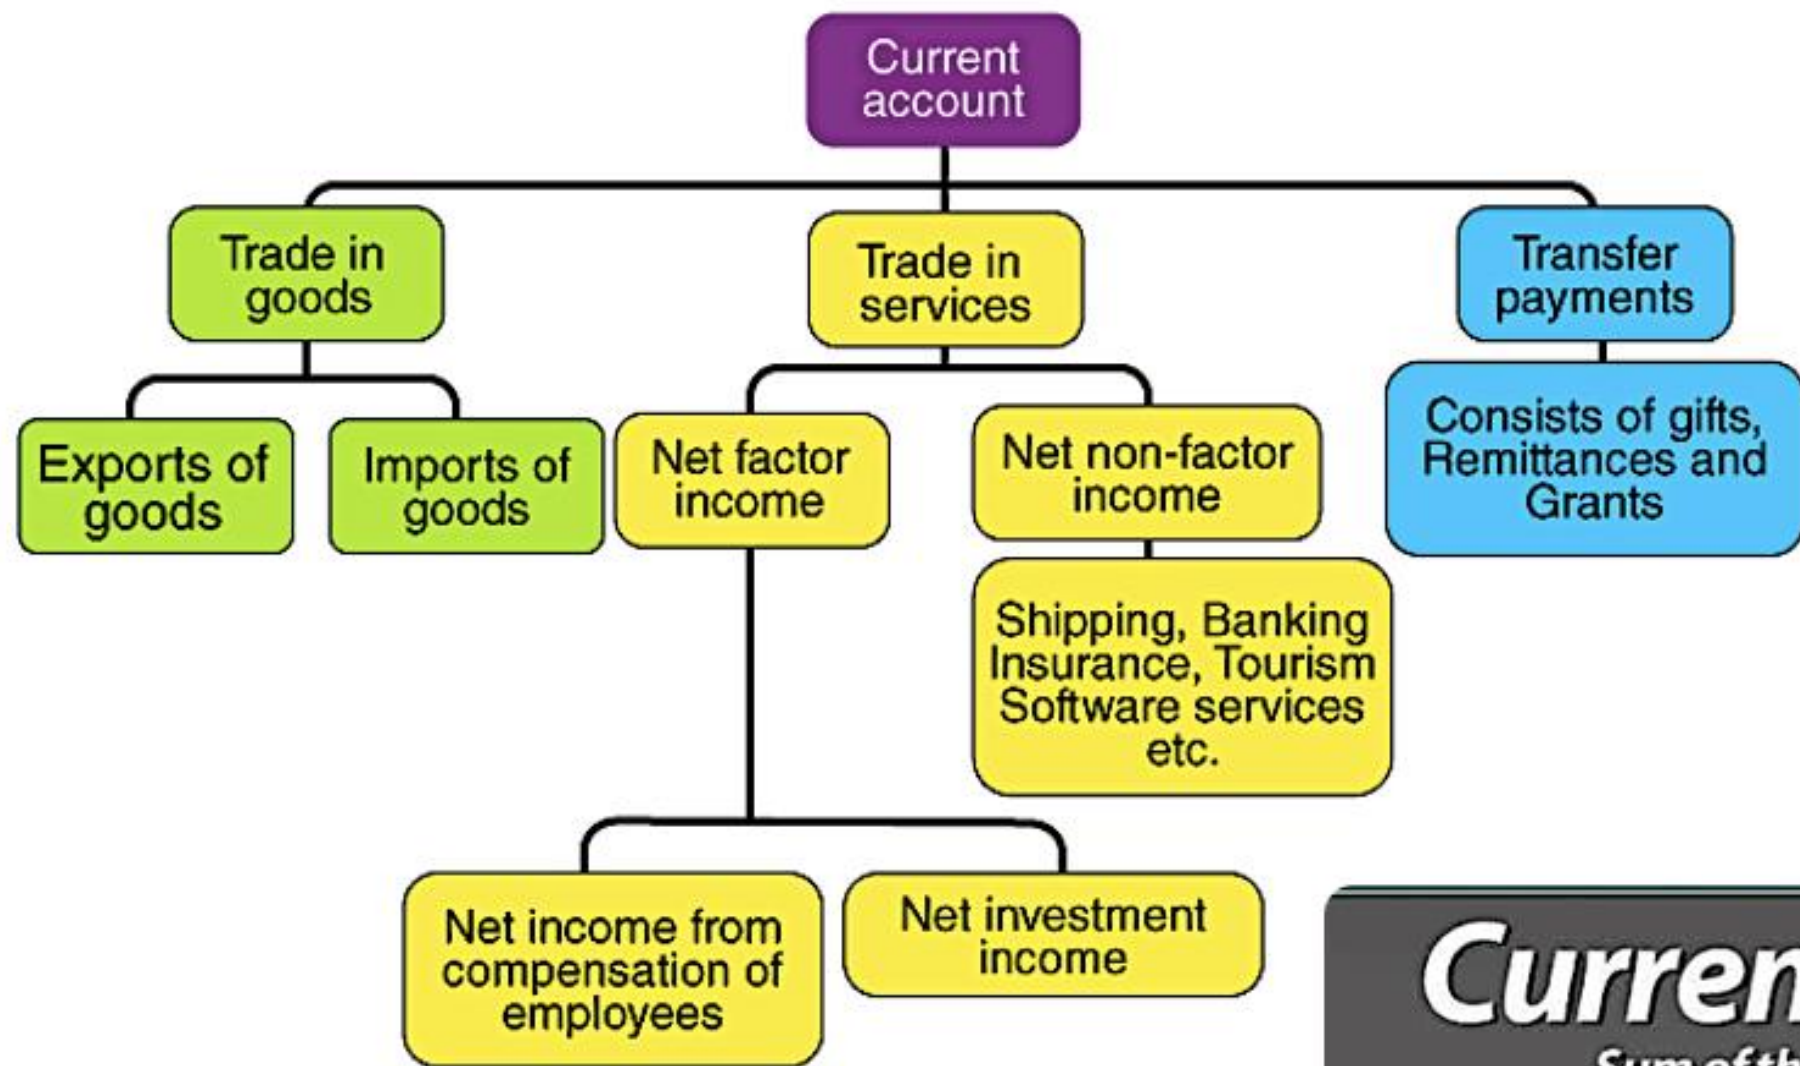 Current
account
Trade in
goods
Trade in
services
Transfer
payments
Exports of
goods
Imports of
goods
Net factor
income
Net non-factor
income
Consists of gifts,
Remittances and
Grants
Shipping, Banking
Insurance, Tourism
Software services
etc.
Net income from
compensation of
employees
Net investment
income